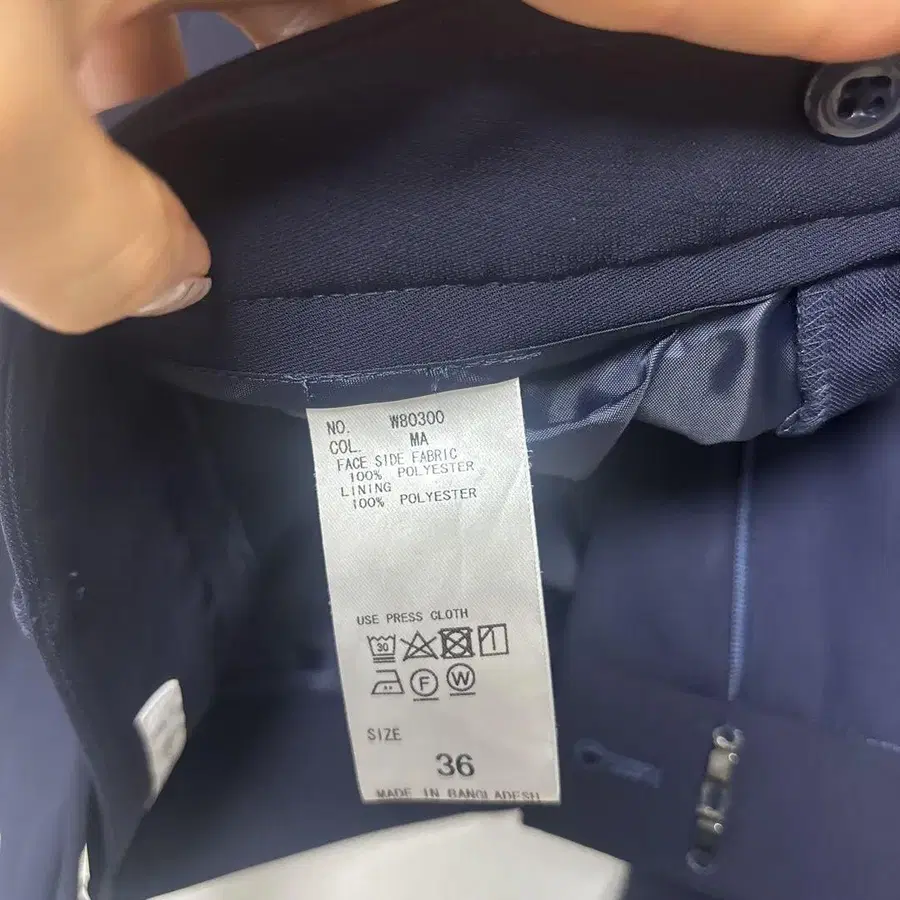 NO. W80300
COL. MA
FACE SIDE FABRIC
100% POLYESTER
LINING
100% POLYESTER
USE PRESS CLOTH
30
F W
SIZE
36
MADE IN BANGLADESH